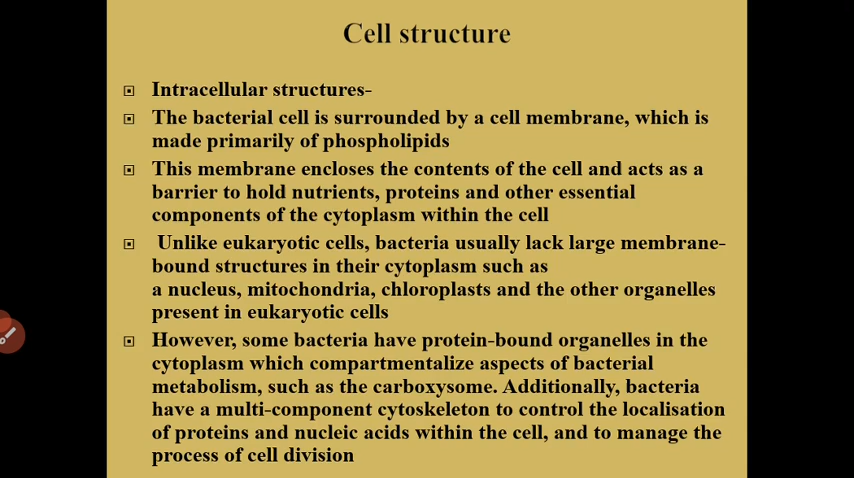 Cell structure
Intracellular structures-
The bacterial cell is surrounded by a cell membrane, which is
made primarily of phospholipids
This membrane encloses the contents of the cell and acts as a
barrier to hold nutrients, proteins and other essential
components of the cytoplasm within the cell
Unlike eukaryotic cells, bacteria usually lack large membrane-
bound structures in their cytoplasm such as
a nucleus, mitochondria, chloroplasts and the other organelles
present in eukaryotic cells
However, some bacteria have protein-bound organelles in the
cytoplasm which compartmentalize aspects of bacterial
metabolism, such as the carboxysome. Additionally, bacteria
have a multi-component cytoskeleton to control the localisation
of proteins and nucleic acids within the cell, and to manage the
process of cell division